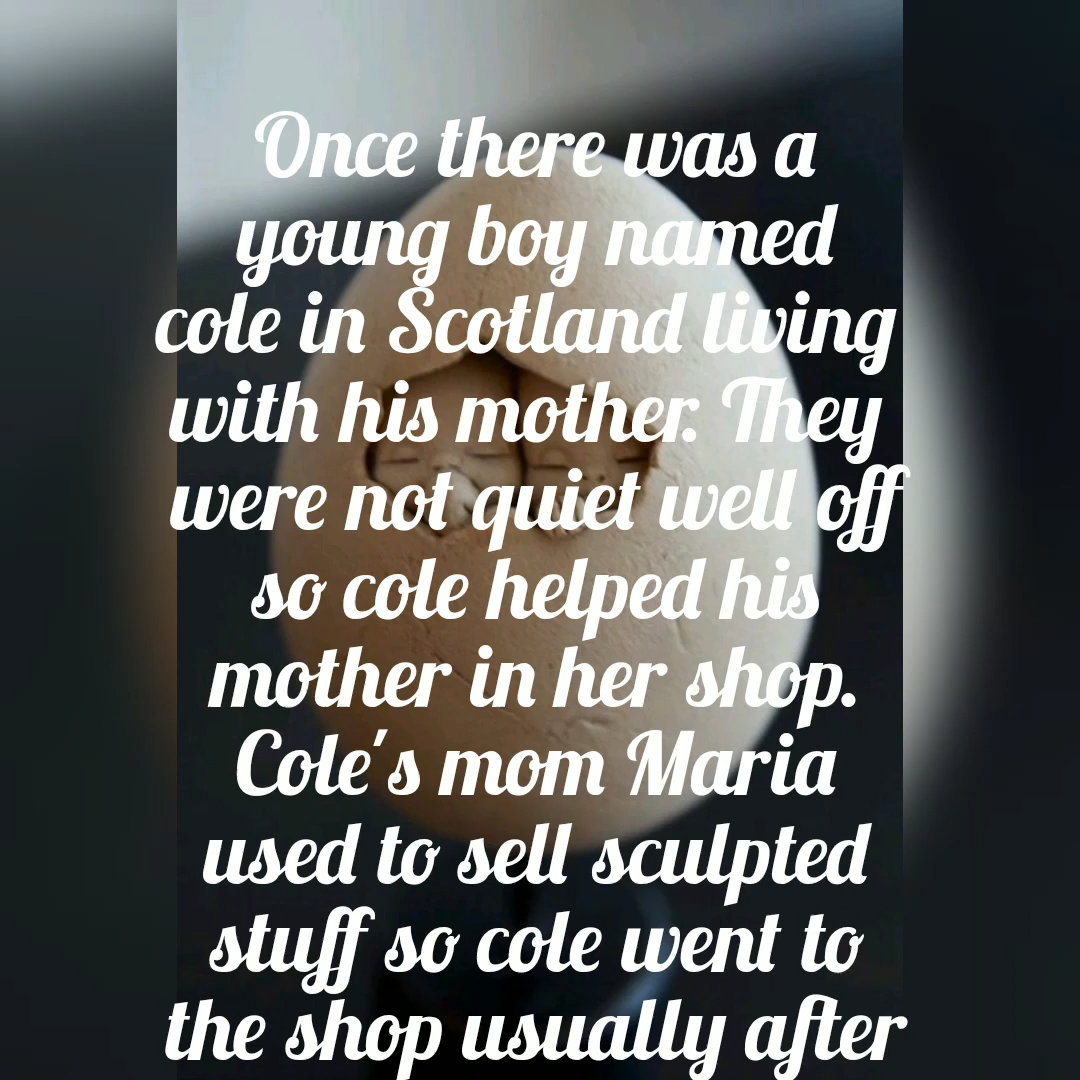 Once there was a
young boy named
cole in Scotland living
with his mother. They
were not quiet well off
so cole helped his
mother in her shop.
Cole's mom Maria
used to sell sculpted
stuff so cole went to
the shop usually after